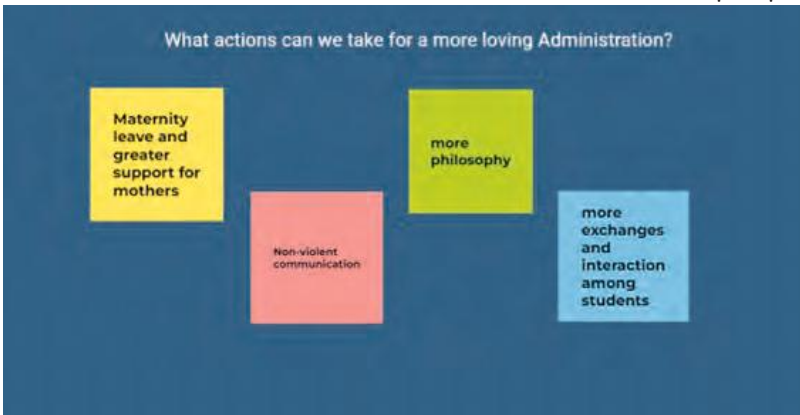 What actions can we take for a more loving Administration?
Maternity
leave and
greater
support for
mothers
Non-violent
communication
more
philosophy
more
exchanges
and
interaction
among
students